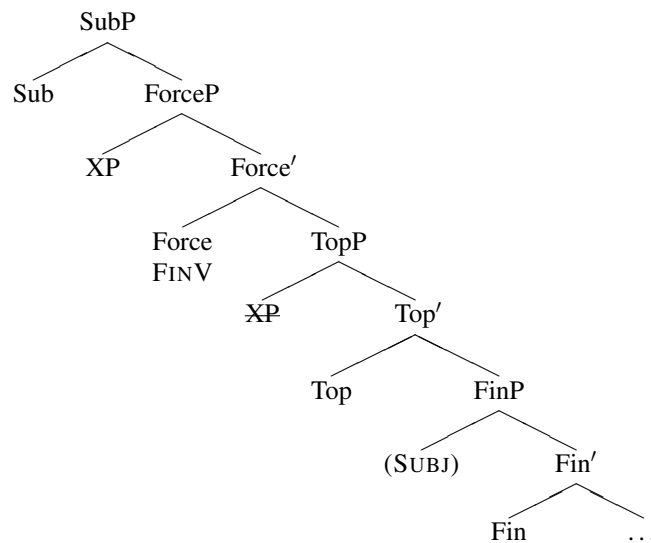 SubP
Sub ForceP
XP Force′
Force TopP
FINV
XP Top′
Top FinP
(SUBJ) Fin′
Fin ...